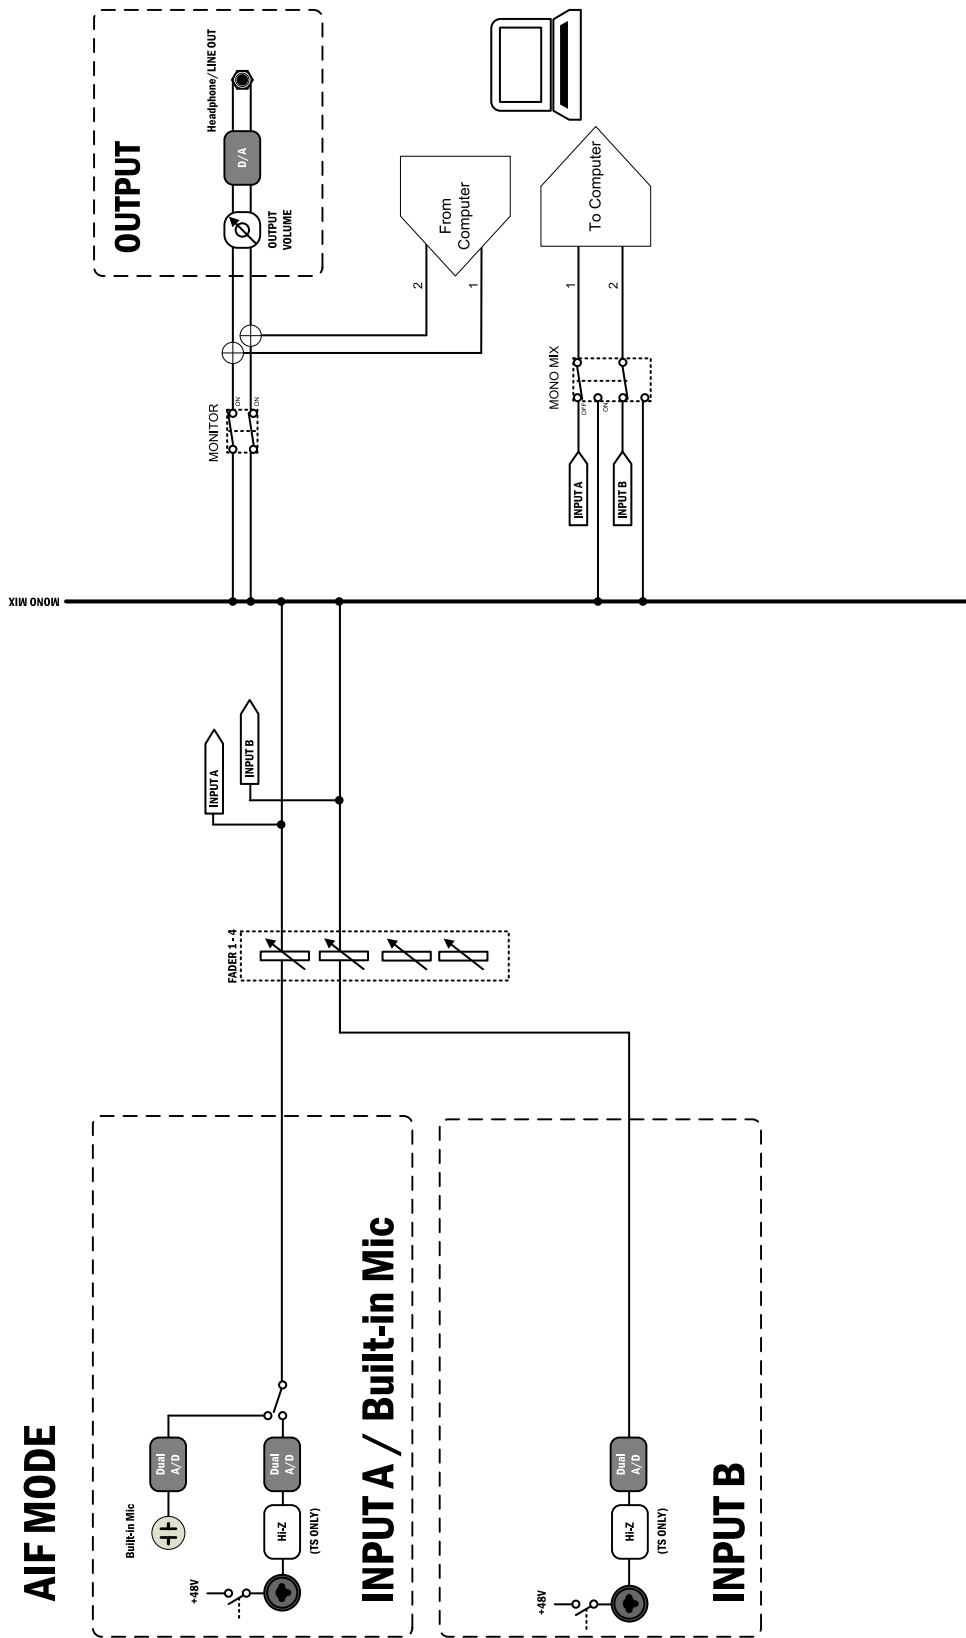 AIF MODE
Built-in Mic
Dual
A/D
+48V
Hi-Z
(TS ONLY)
Dual
A/D
INPUT A / Built-in Mic
+48V
Hi-Z
(TS ONLY)
Dual
A/D
INPUT B
FADER 1 - 4
INPUT A
INPUT B
MONO MIX
MONITOR
ON
ON
OUTPUT
OUTPUT
VOLUME
D/A
Headphone/LINE OUT
From
Computer
2
1
INPUT A
INPUT B
MONO MIX
OFF
ON
1
2
To Computer